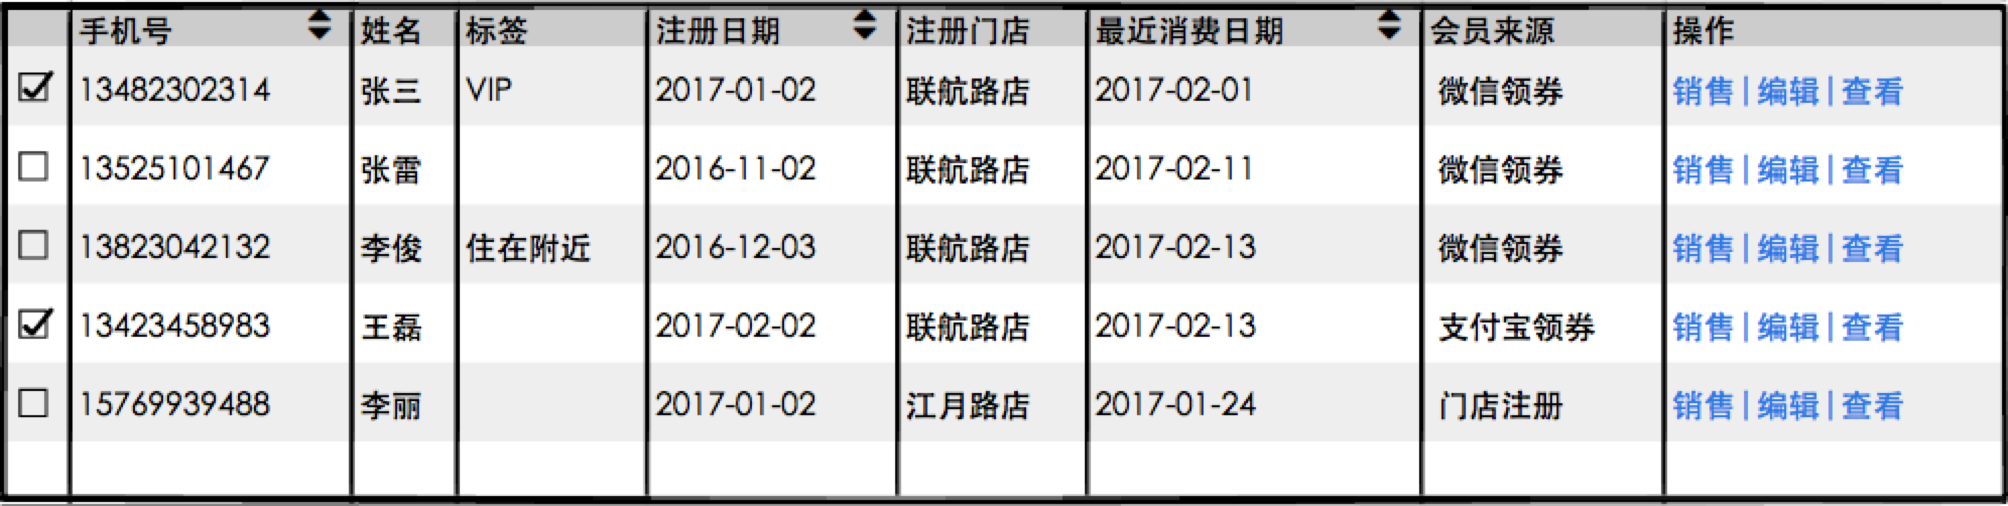 手机号 姓名 标签 注册日期 注册门店 最近消费日期 会员来源 操作
13482302314 张三 VIP 2017-01-02 联航路店 2017-02-01 微信领券 销售 | 编辑 | 查看
13525101467 张雷 2016-11-02 联航路店 2017-02-11 微信领券 销售 | 编辑 | 查看
13823042132 李俊 住在附近 2016-12-03 联航路店 2017-02-13 微信领券 销售 | 编辑 | 查看
13423458983 王磊 2017-02-02 联航路店 2017-02-13 支付宝领券 销售 | 编辑 | 查看
15769939488 李丽 2017-01-02 江月路店 2017-01-24 门店注册 销售 | 编辑 | 查看